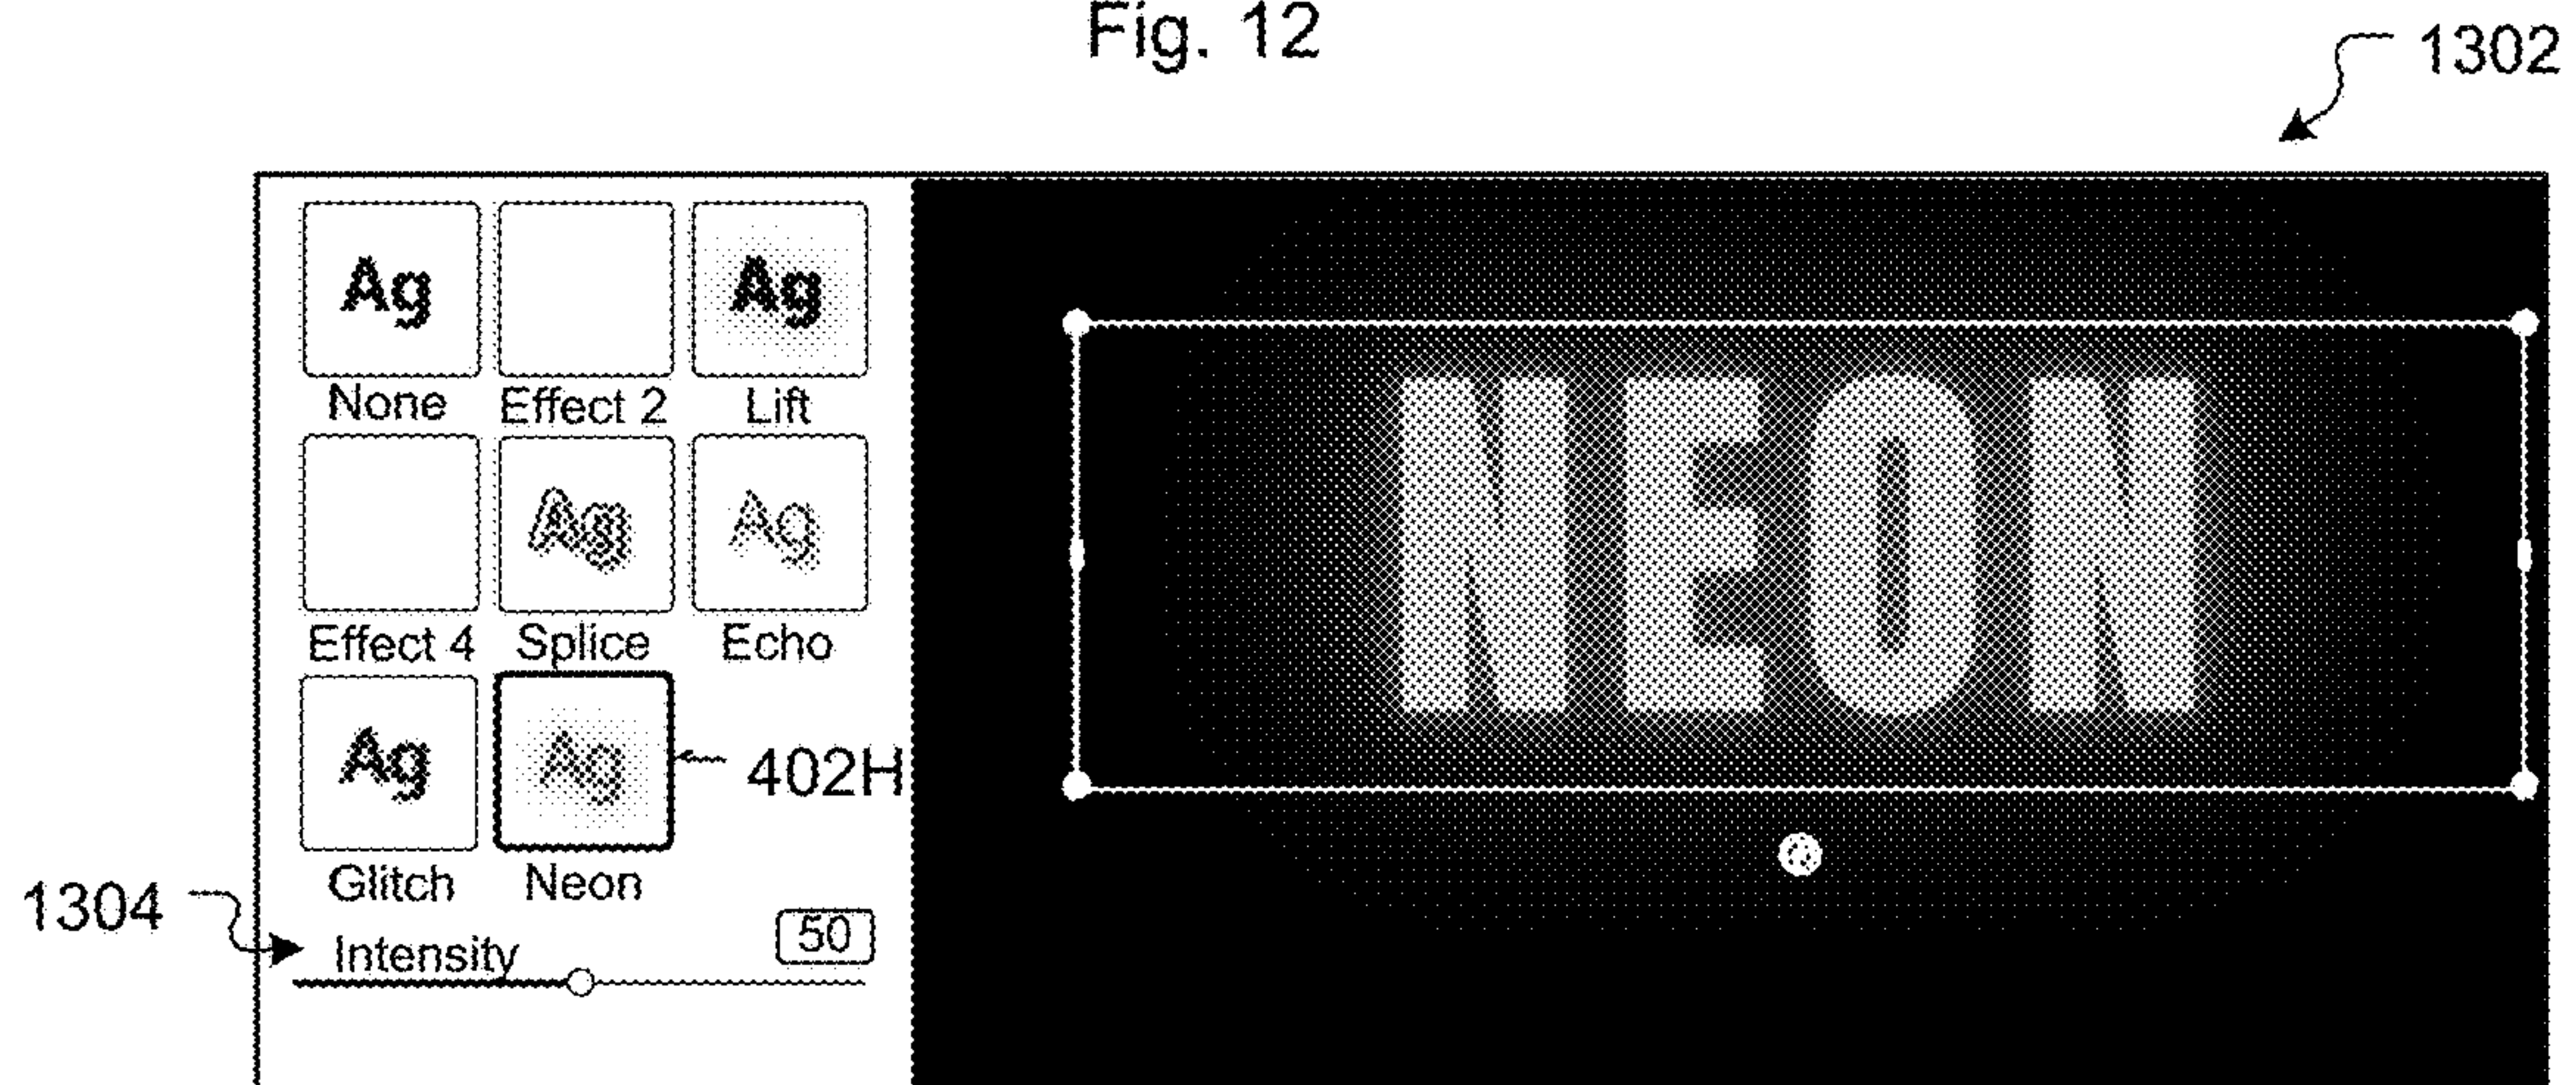 Fig. 12
1302
Ag Ag
None Effect 2 Lift
Ag Ag
Effect 4 Splice Echo
Ag Ag
402H
Glitch Neon
1304
50
Intensity
NEON